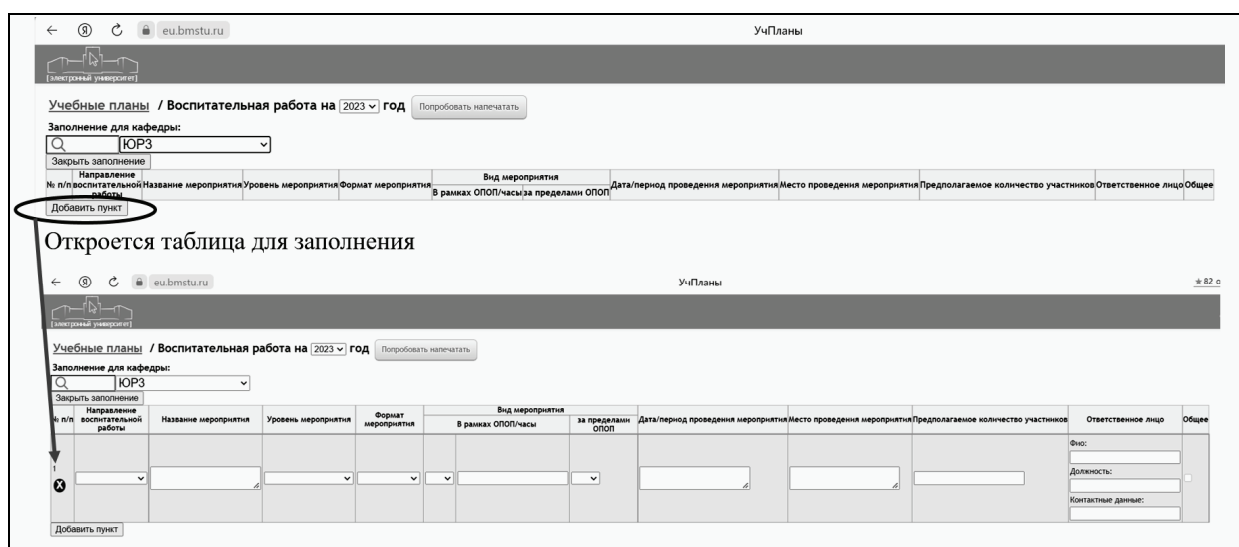 eu.bmstu.ru УчПланы
[электронный университет]
Учебные планы / Воспитательная работа на 2023 год Попробовать напечатать
Заполнение для кафедры:
ЮР3
Закрыть заполнение
№ п/п Направление воспитательной работы Название мероприятия Уровень мероприятия Формат мероприятия Вид мероприятия В рамках ОПОП/часы за пределами ОПОП Дата/период проведения мероприятия Место проведения мероприятия Предполагаемое количество участников Ответственное лицо Общее
Добавить пункт
Откроется таблица для заполнения
eu.bmstu.ru УчПланы 82
[электронный университет]
Учебные планы / Воспитательная работа на 2023 год Попробовать напечатать
Заполнение для кафедры:
ЮР3
Закрыть заполнение
№ п/п Направление воспитательной работы Название мероприятия Уровень мероприятия Формат мероприятия Вид мероприятия В рамках ОПОП/часы за пределами ОПОП Дата/период проведения мероприятия Место проведения мероприятия Предполагаемое количество участников Ответственное лицо Общее
Фио:
1
Должность:
Контактные данные:
Добавить пункт